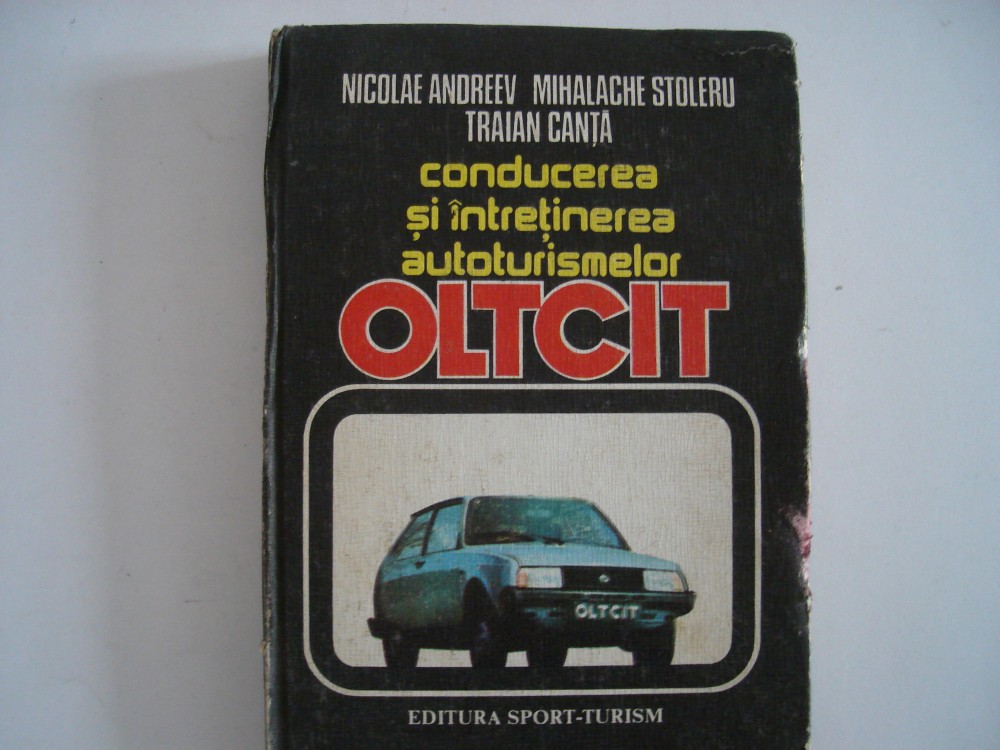 NICOLAE ANDREEV MIHALACHE STOLERU
TRAIAN CANȚĂ
conducerea
și întreținerea
autoturismelor
OLTCIT
OLTCIT
EDITURA SPORT-TURISM